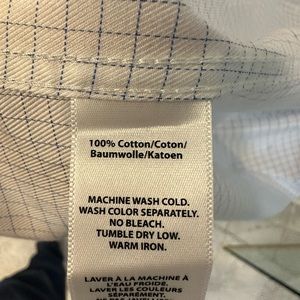 100% Cotton/Coton/
Baumwolle/Katoen
MACHINE WASH COLD.
WASH COLOR SEPARATELY.
NO BLEACH.
TUMBLE DRY LOW.
WARM IRON.
LAVER À LA MACHINE À
L'EAU FROIDE.
LAVER LES COULEURS
SÉPARÉMENT.